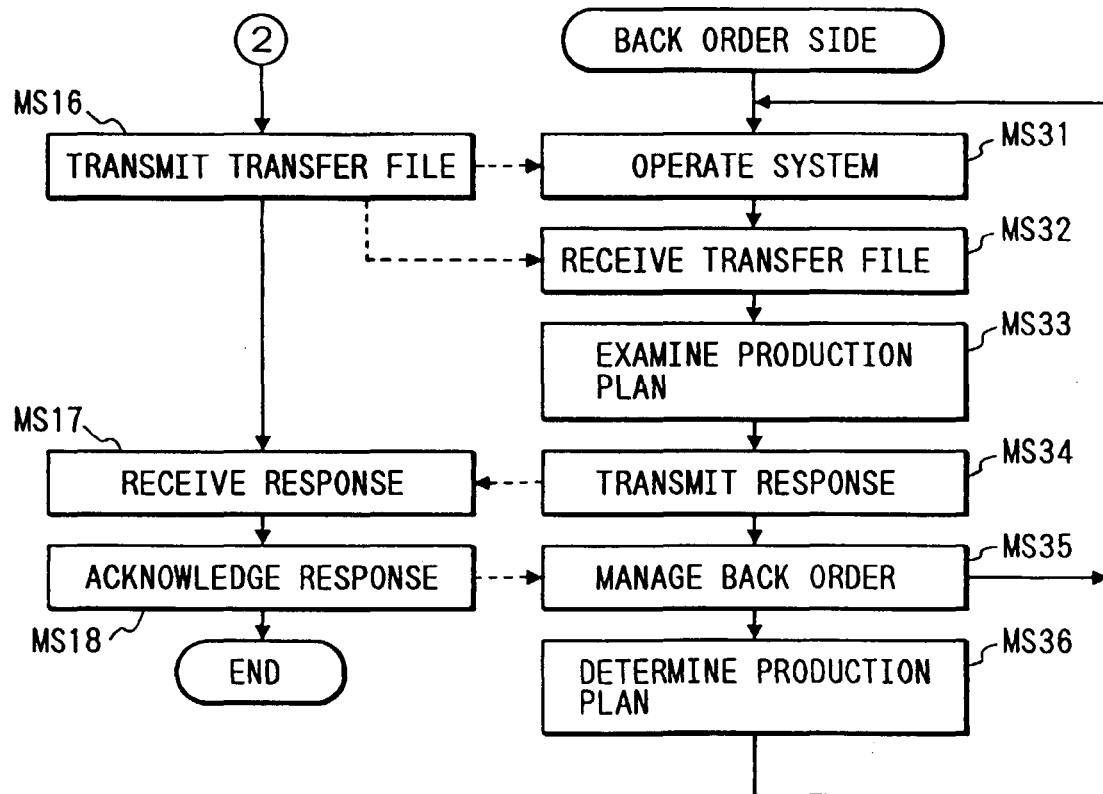 2
BACK ORDER SIDE
MS16
TRANSMIT TRANSFER FILE
OPERATE SYSTEM
MS31
RECEIVE TRANSFER FILE
MS32
EXAMINE PRODUCTION
PLAN
MS33
MS17
RECEIVE RESPONSE
TRANSMIT RESPONSE
MS34
ACKNOWLEDGE RESPONSE
MS18
MANAGE BACK ORDER
MS35
END
DETERMINE PRODUCTION
PLAN
MS36